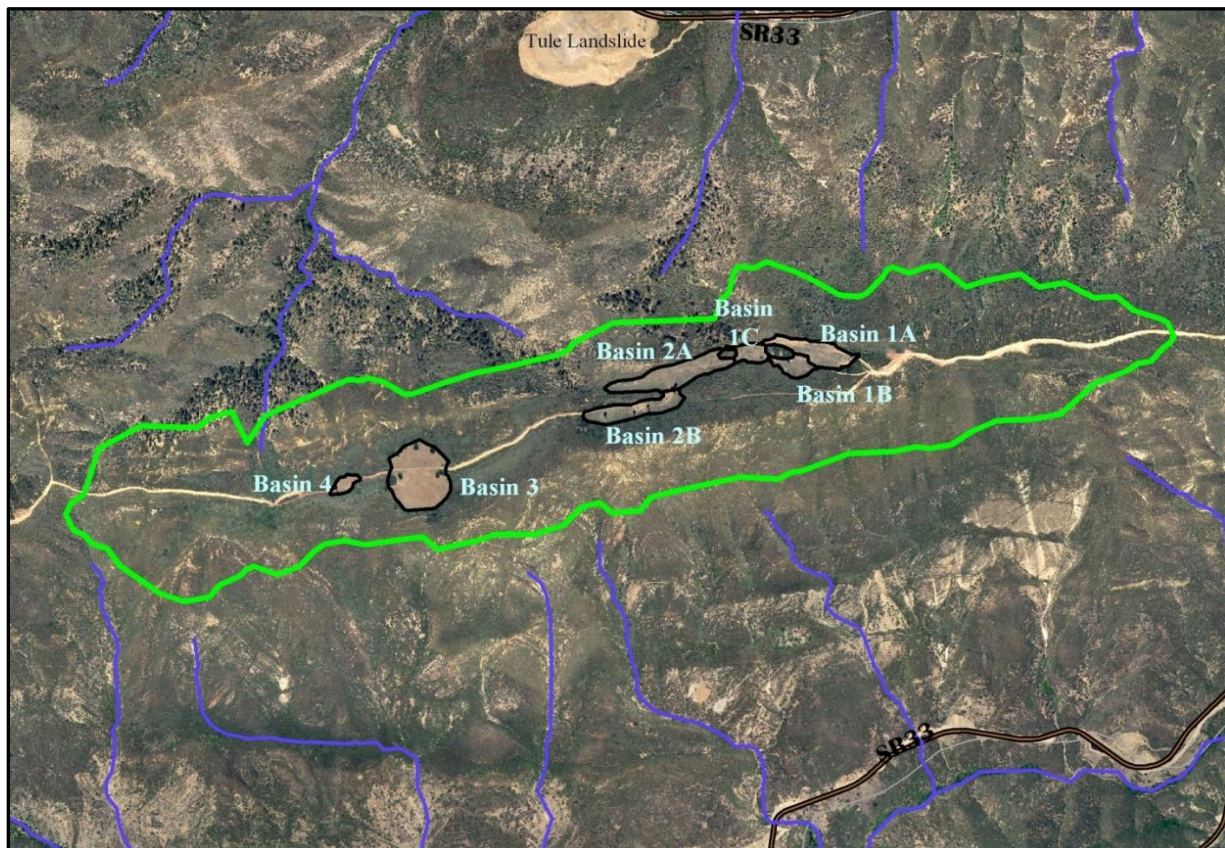 SR33
Tule Landslide
Basin
1C
Basin 1A
Basin 2A
Basin 1B
Basin 2B
Basin 4
Basin 3
SR33